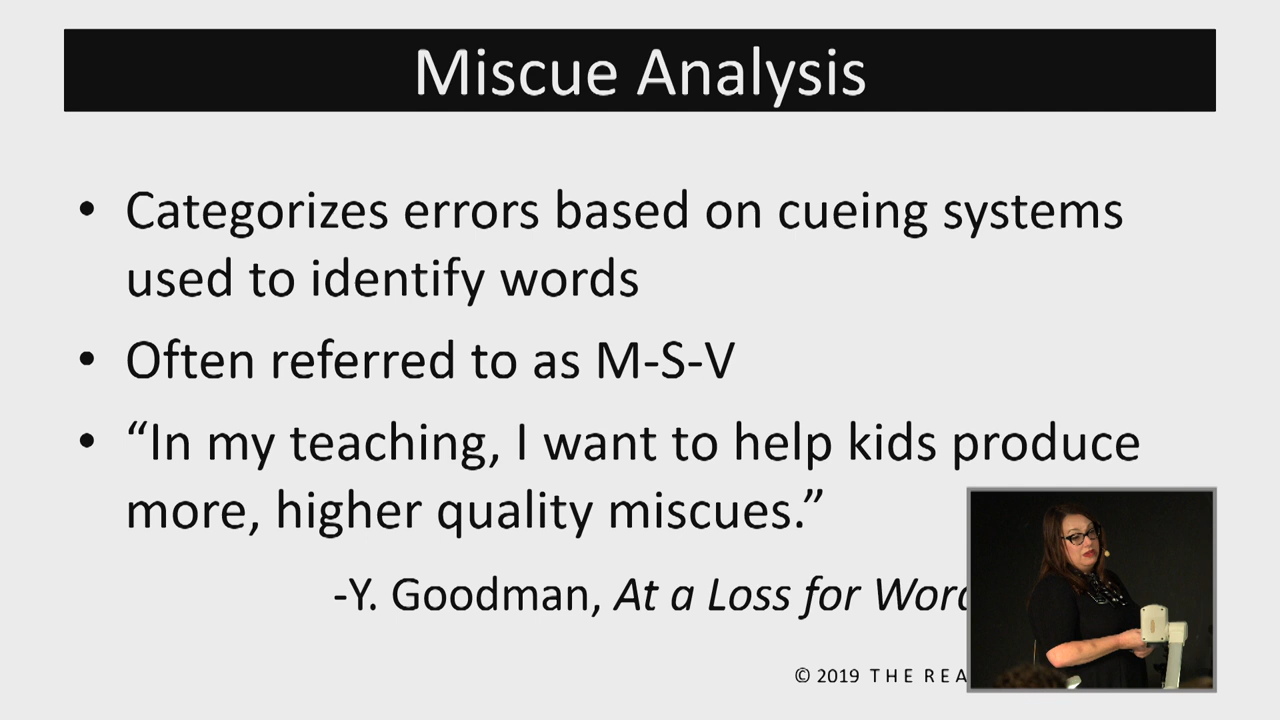 Miscue Analysis
• Categorizes errors based on cueing systems
used to identify words
• Often referred to as M-S-V
• “In my teaching, I want to help kids produce
more, higher quality miscues.”
-Y. Goodman, At a Loss for
© 2019 THE